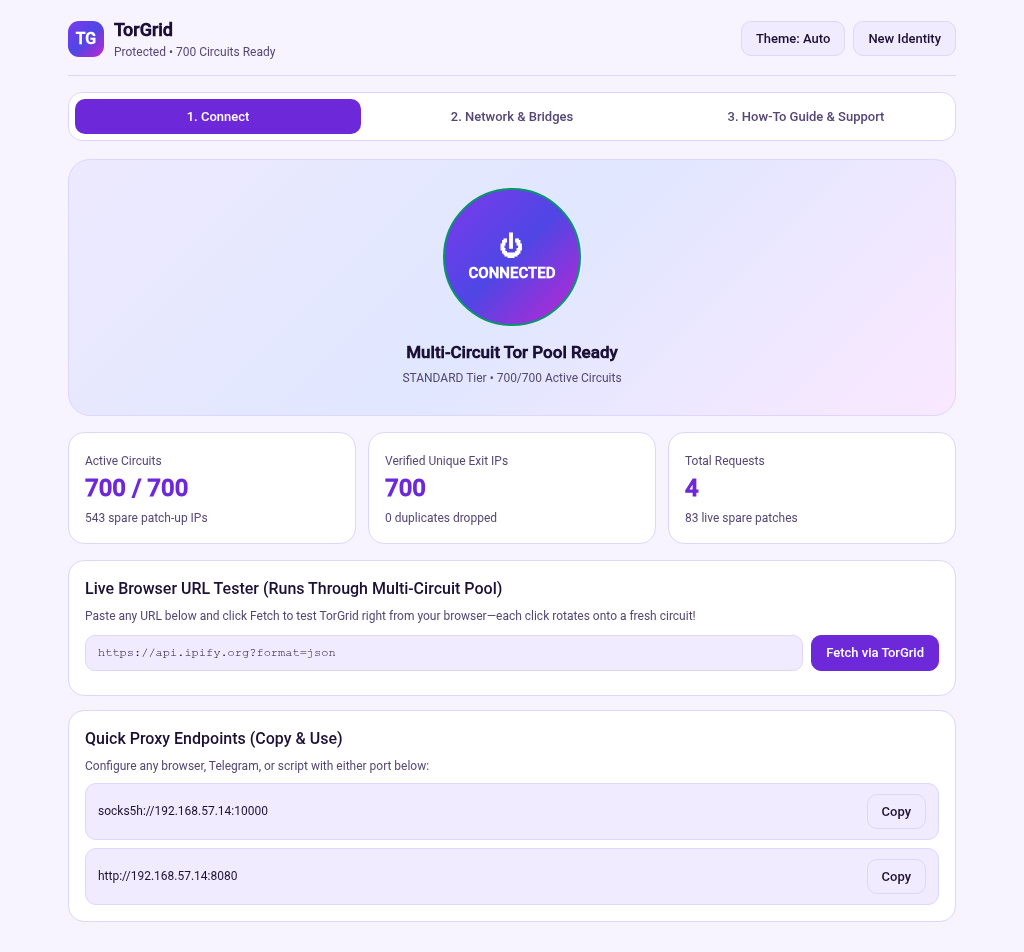 TG
TorGrid
Protected • 700 Circuits Ready
Theme: Auto
New Identity
1. Connect
2. Network & Bridges
3. How-To Guide & Support
CONNECTED
Multi-Circuit Tor Pool Ready
STANDARD Tier • 700/700 Active Circuits
Active Circuits
700 / 700
543 spare patch-up IPs
Verified Unique Exit IPs
700
0 duplicates dropped
Total Requests
4
83 live spare patches
Live Browser URL Tester (Runs Through Multi-Circuit Pool)
Paste any URL below and click Fetch to test TorGrid right from your browser—each click rotates onto a fresh circuit!
https://api.ipify.org?format=json
Fetch via TorGrid
Quick Proxy Endpoints (Copy & Use)
Configure any browser, Telegram, or script with either port below:
socks5h://192.168.57.14:10000
Copy
http://192.168.57.14:8080
Copy